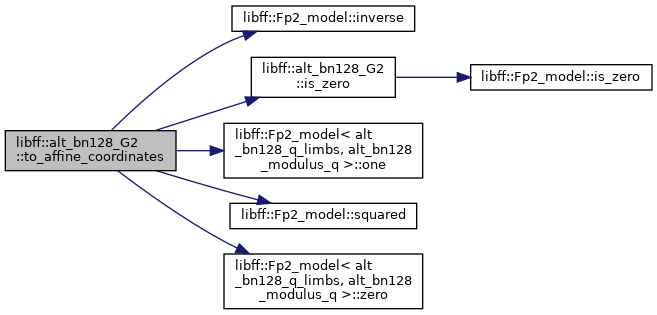 libff::Fp2_model::inverse
libff::alt_bn128_G2
::is_zero
libff::Fp2_model::is_zero
libff::alt_bn128_G2
::to_affine_coordinates
libff::Fp2_model< alt
_bn128_q_limbs, alt_bn128
_modulus_q >::one
libff::Fp2_model::squared
libff::Fp2_model< alt
_bn128_q_limbs, alt_bn128
_modulus_q >::zero